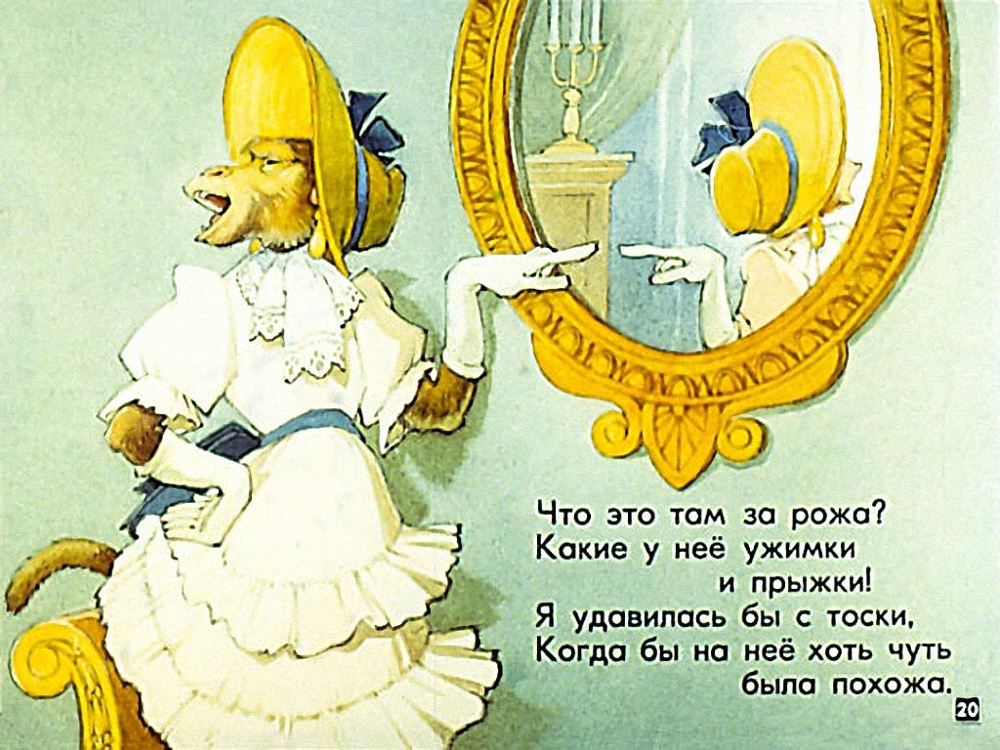 Что это там за рожа?
Какие у неё ужимки
и прыжки!
Я удавилась бы с тоски,
Когда бы на неё хоть чуть
была похожа.
20